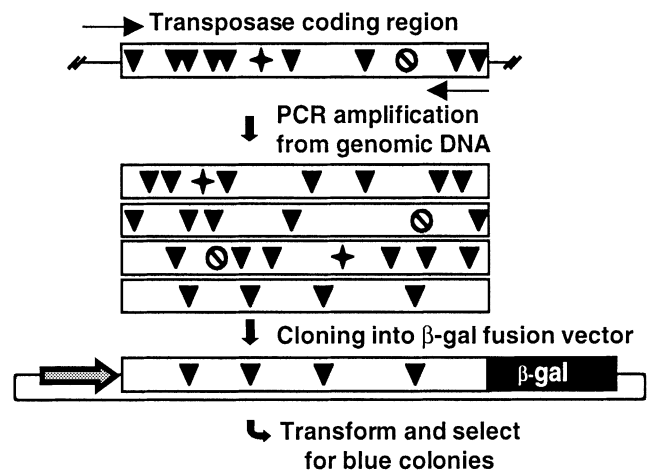 Transposase coding region
PCR amplification
from genomic DNA
Cloning into β-gal fusion vector
β-gal
Transform and select
for blue colonies